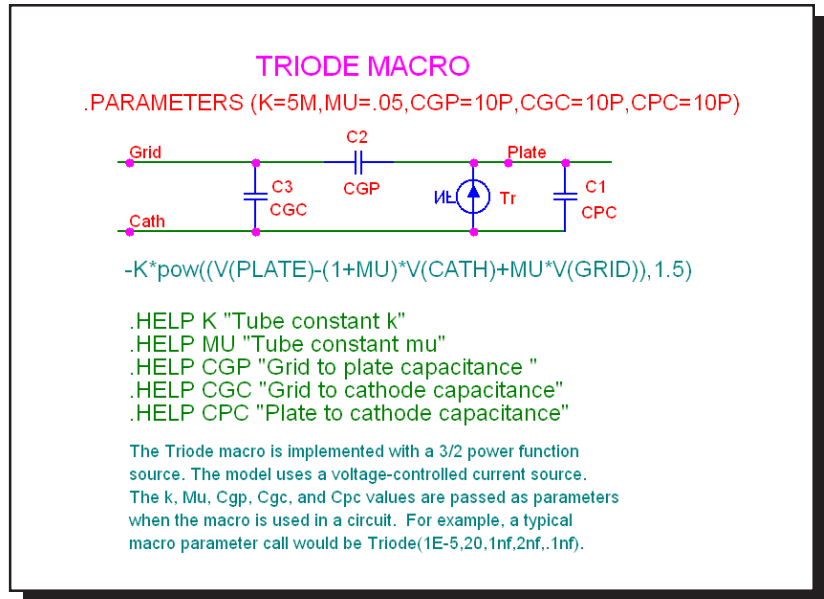 TRIODE MACRO
.PARAMETERS (K=5M,MU=.05,CGP=10P,CGC=10P,CPC=10P)
Grid
C2
CGP
Plate
C3
CGC
Tr
C1
CPC
Cath
-K*pow((V(PLATE)-(1+MU)*V(CATH)+MU*V(GRID)),1.5)
.HELP K "Tube constant k"
.HELP MU "Tube constant mu"
.HELP CGP "Grid to plate capacitance "
.HELP CGC "Grid to cathode capacitance"
.HELP CPC "Plate to cathode capacitance"
The Triode macro is implemented with a 3/2 power function
source. The model uses a voltage-controlled current source.
The k, Mu, Cgp, Cgc, and Cpc values are passed as parameters
when the macro is used in a circuit.  For example, a typical
macro parameter call would be Triode(1E-5,20,1nf,2nf,.1nf).